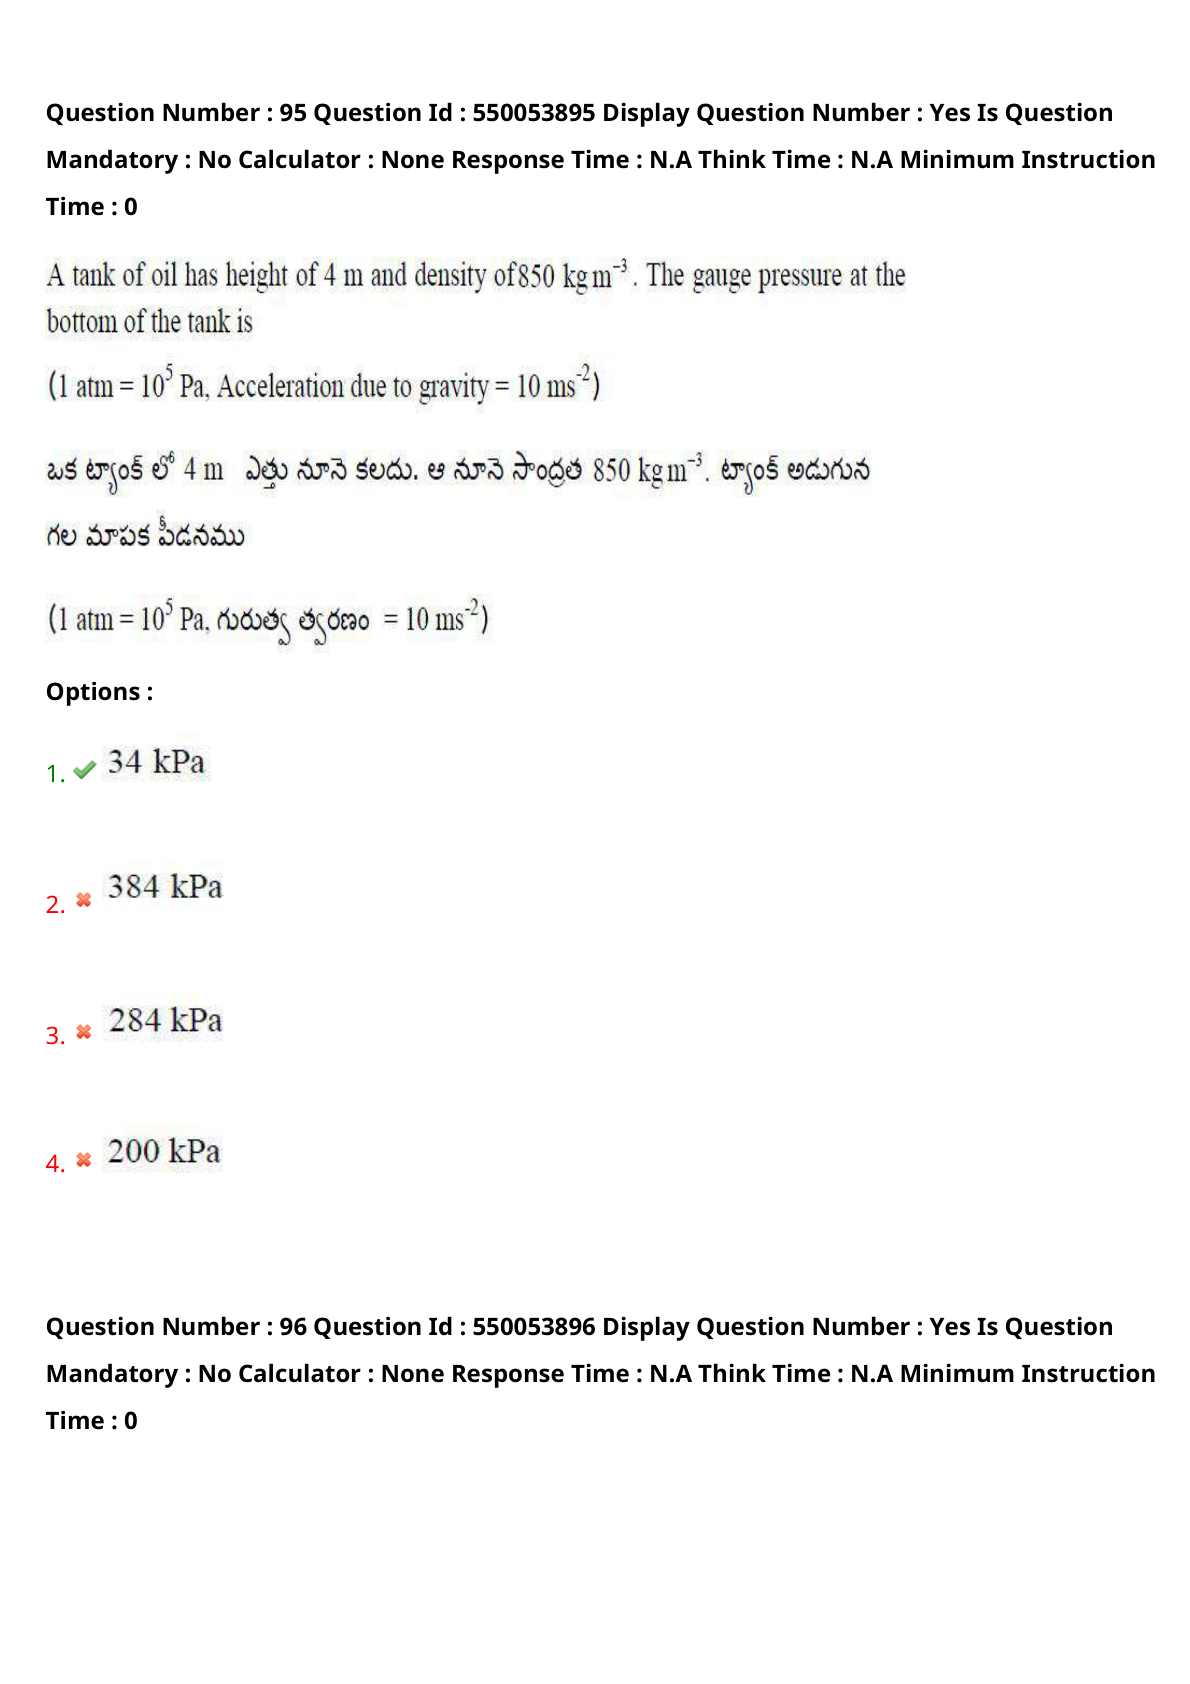 Question Number : 95 Question Id : 550053895 Display Question Number : Yes Is Question
Mandatory : No Calculator : None Response Time : N.A Think Time : N.A Minimum Instruction
Time : 0
A tank of oil has height of 4 m and density of 850 kg m⁻³ . The gauge pressure at the
bottom of the tank is
(1 atm = 10⁵ Pa, Acceleration due to gravity = 10 ms⁻²)
ఒక ట్యాంక్ లో 4 m ఎత్తు నూనె కలదు. ఆ నూనె సాంద్రత 850 kg m⁻³. ట్యాంక్ అడుగున
గల మాపక పీడనము
(1 atm = 10⁵ Pa, గురుత్వ త్వరణం = 10 ms⁻²)
Options :
1. 34 kPa
2. 384 kPa
3. 284 kPa
4. 200 kPa
Question Number : 96 Question Id : 550053896 Display Question Number : Yes Is Question
Mandatory : No Calculator : None Response Time : N.A Think Time : N.A Minimum Instruction
Time : 0